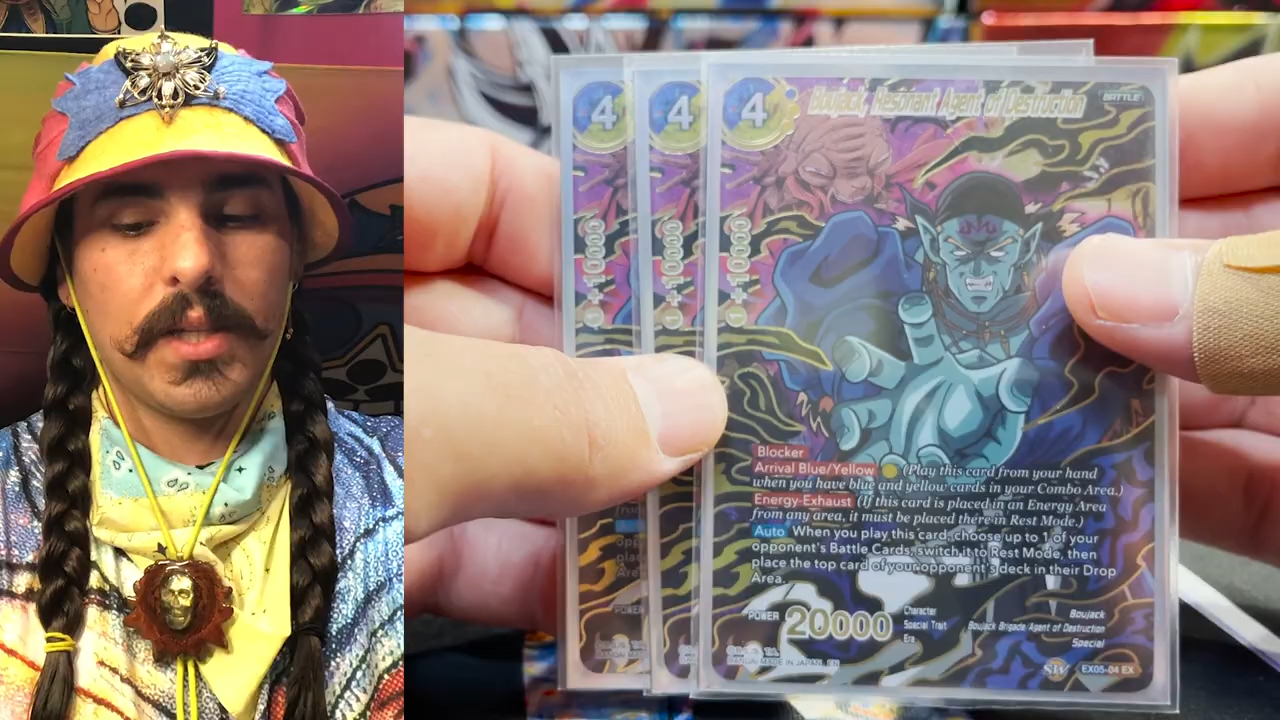 4
4
4
Boujack, Resonant Agent of Destruction
BATTLE
Blocker
Arrival Blue/Yellow (Play this card from your hand
when you have blue and yellow cards in your Combo Area.)
Energy-Exhaust (If this card is placed in an Energy Area
from any area, it must be placed there in Rest Mode.)
Auto When you play this card, choose up to 1 of your
opponent's Battle Cards, switch it to Rest Mode, then
place the top card of your opponent's deck in their Drop
Area.
POWER 20000
Character Boujack
Special Trait Boujack Brigade/Agent of Destruction
Era Special
BANDAI MADE IN JAPAN, EN
EX05-04 EX